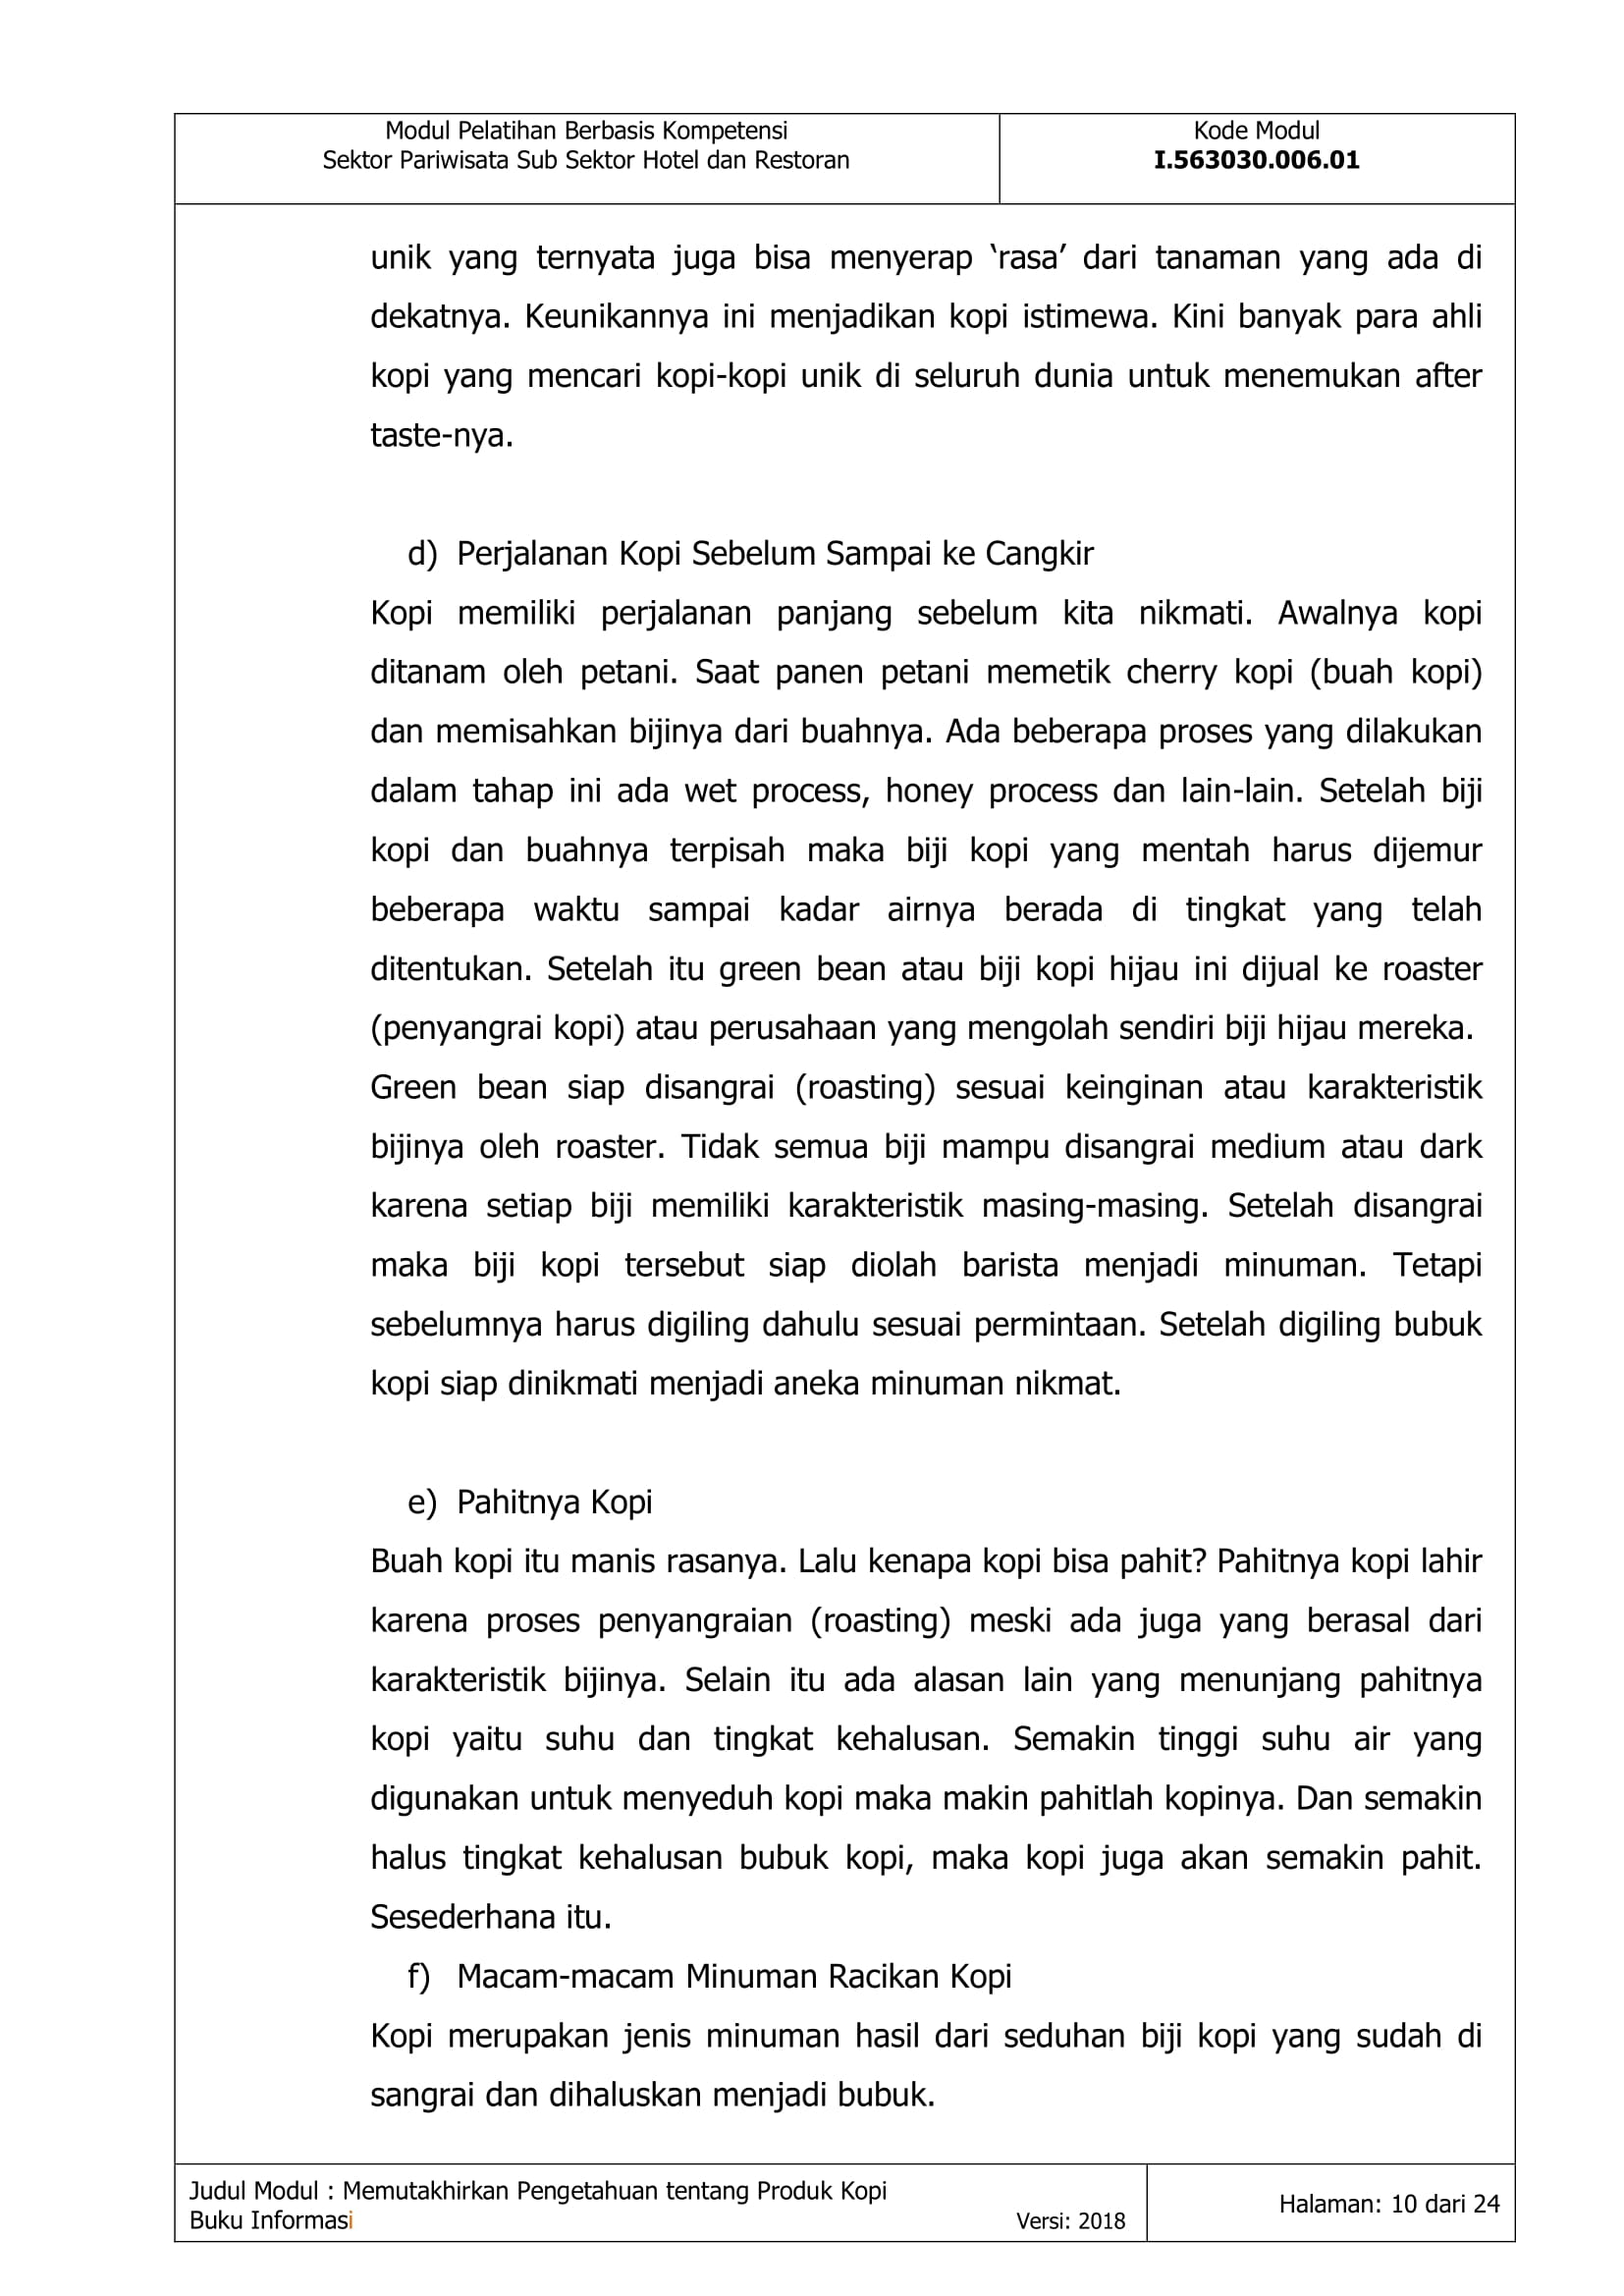 Modul Pelatihan Berbasis Kompetensi
Sektor Pariwisata Sub Sektor Hotel dan Restoran
Kode Modul
I.563030.006.01
unik yang ternyata juga bisa menyerap ‘rasa’ dari tanaman yang ada di
dekatnya. Keunikannya ini menjadikan kopi istimewa. Kini banyak para ahli
kopi yang mencari kopi-kopi unik di seluruh dunia untuk menemukan after
taste-nya.
d) Perjalanan Kopi Sebelum Sampai ke Cangkir
Kopi memiliki perjalanan panjang sebelum kita nikmati. Awalnya kopi
ditanam oleh petani. Saat panen petani memetik cherry kopi (buah kopi)
dan memisahkan bijinya dari buahnya. Ada beberapa proses yang dilakukan
dalam tahap ini ada wet process, honey process dan lain-lain. Setelah biji
kopi dan buahnya terpisah maka biji kopi yang mentah harus dijemur
beberapa waktu sampai kadar airnya berada di tingkat yang telah
ditentukan. Setelah itu green bean atau biji kopi hijau ini dijual ke roaster
(penyangrai kopi) atau perusahaan yang mengolah sendiri biji hijau mereka.
Green bean siap disangrai (roasting) sesuai keinginan atau karakteristik
bijinya oleh roaster. Tidak semua biji mampu disangrai medium atau dark
karena setiap biji memiliki karakteristik masing-masing. Setelah disangrai
maka biji kopi tersebut siap diolah barista menjadi minuman. Tetapi
sebelumnya harus digiling dahulu sesuai permintaan. Setelah digiling bubuk
kopi siap dinikmati menjadi aneka minuman nikmat.
e) Pahitnya Kopi
Buah kopi itu manis rasanya. Lalu kenapa kopi bisa pahit? Pahitnya kopi lahir
karena proses penyangraian (roasting) meski ada juga yang berasal dari
karakteristik bijinya. Selain itu ada alasan lain yang menunjang pahitnya
kopi yaitu suhu dan tingkat kehalusan. Semakin tinggi suhu air yang
digunakan untuk menyeduh kopi maka makin pahitlah kopinya. Dan semakin
halus tingkat kehalusan bubuk kopi, maka kopi juga akan semakin pahit.
Sesederhana itu.
f) Macam-macam Minuman Racikan Kopi
Kopi merupakan jenis minuman hasil dari seduhan biji kopi yang sudah di
sangrai dan dihaluskan menjadi bubuk.
Judul Modul : Memutakhirkan Pengetahuan tentang Produk Kopi
Buku Informasi Versi: 2018
Halaman: 10 dari 24